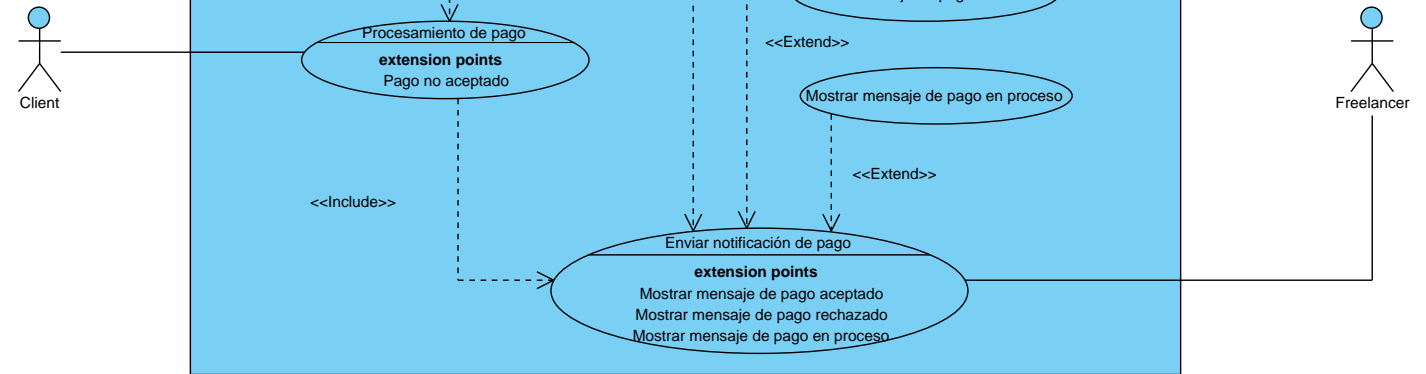 Procesamiento de pago
extension points
Pago no aceptado
<<Extend>>
Mostrar mensaje de pago en proceso
Client
Freelancer
<<Extend>>
<<Include>>
Enviar notificación de pago
extension points
Mostrar mensaje de pago aceptado
Mostrar mensaje de pago rechazado
Mostrar mensaje de pago en proceso